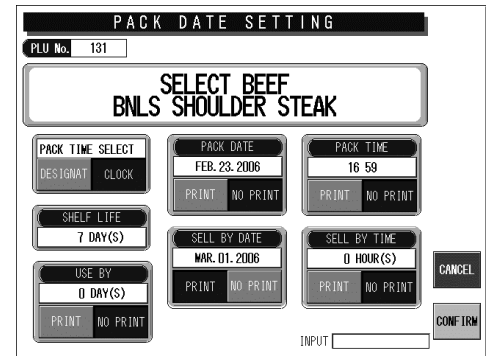 PACK DATE SETTING
PLU No. 131
SELECT BEEF
BNLS SHOULDER STEAK
PACK TIME SELECT
DESIGNAT CLOCK
PACK DATE
FEB. 23. 2006
PRINT NO PRINT
PACK TIME
16 59
PRINT NO PRINT
SHELF LIFE
7 DAY(S)
SELL BY DATE
MAR. 01. 2006
PRINT NO PRINT
SELL BY TIME
0 HOUR(S)
PRINT NO PRINT
USE BY
0 DAY(S)
PRINT NO PRINT
CANCEL
CONFIRM
INPUT